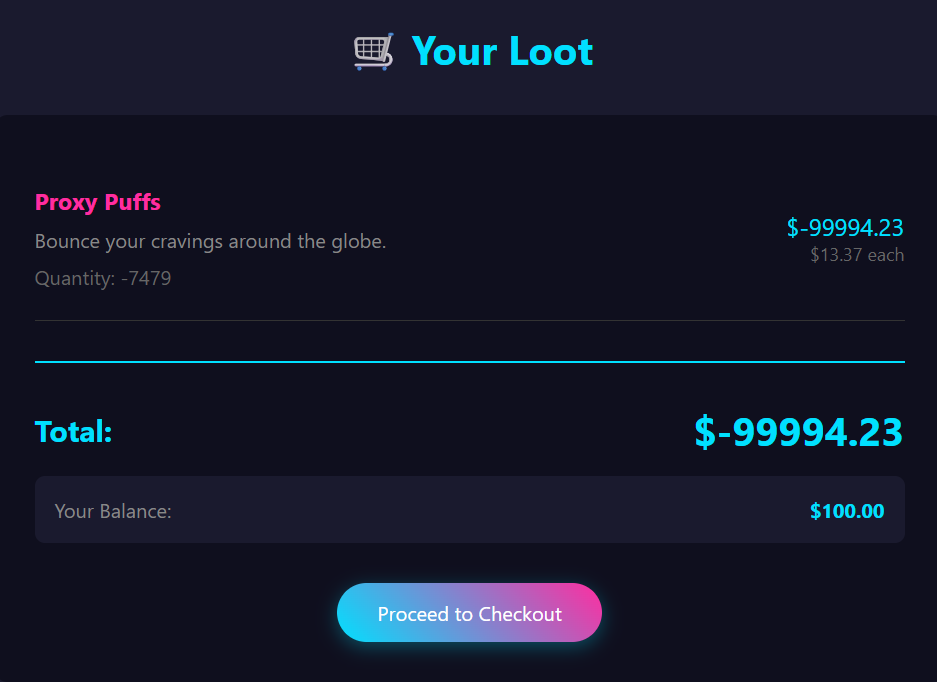 Your Loot
Proxy Puffs
Bounce your cravings around the globe.
Quantity: -7479
$-99994.23
$13.37 each
Total:
$-99994.23
Your Balance:
$100.00
Proceed to Checkout